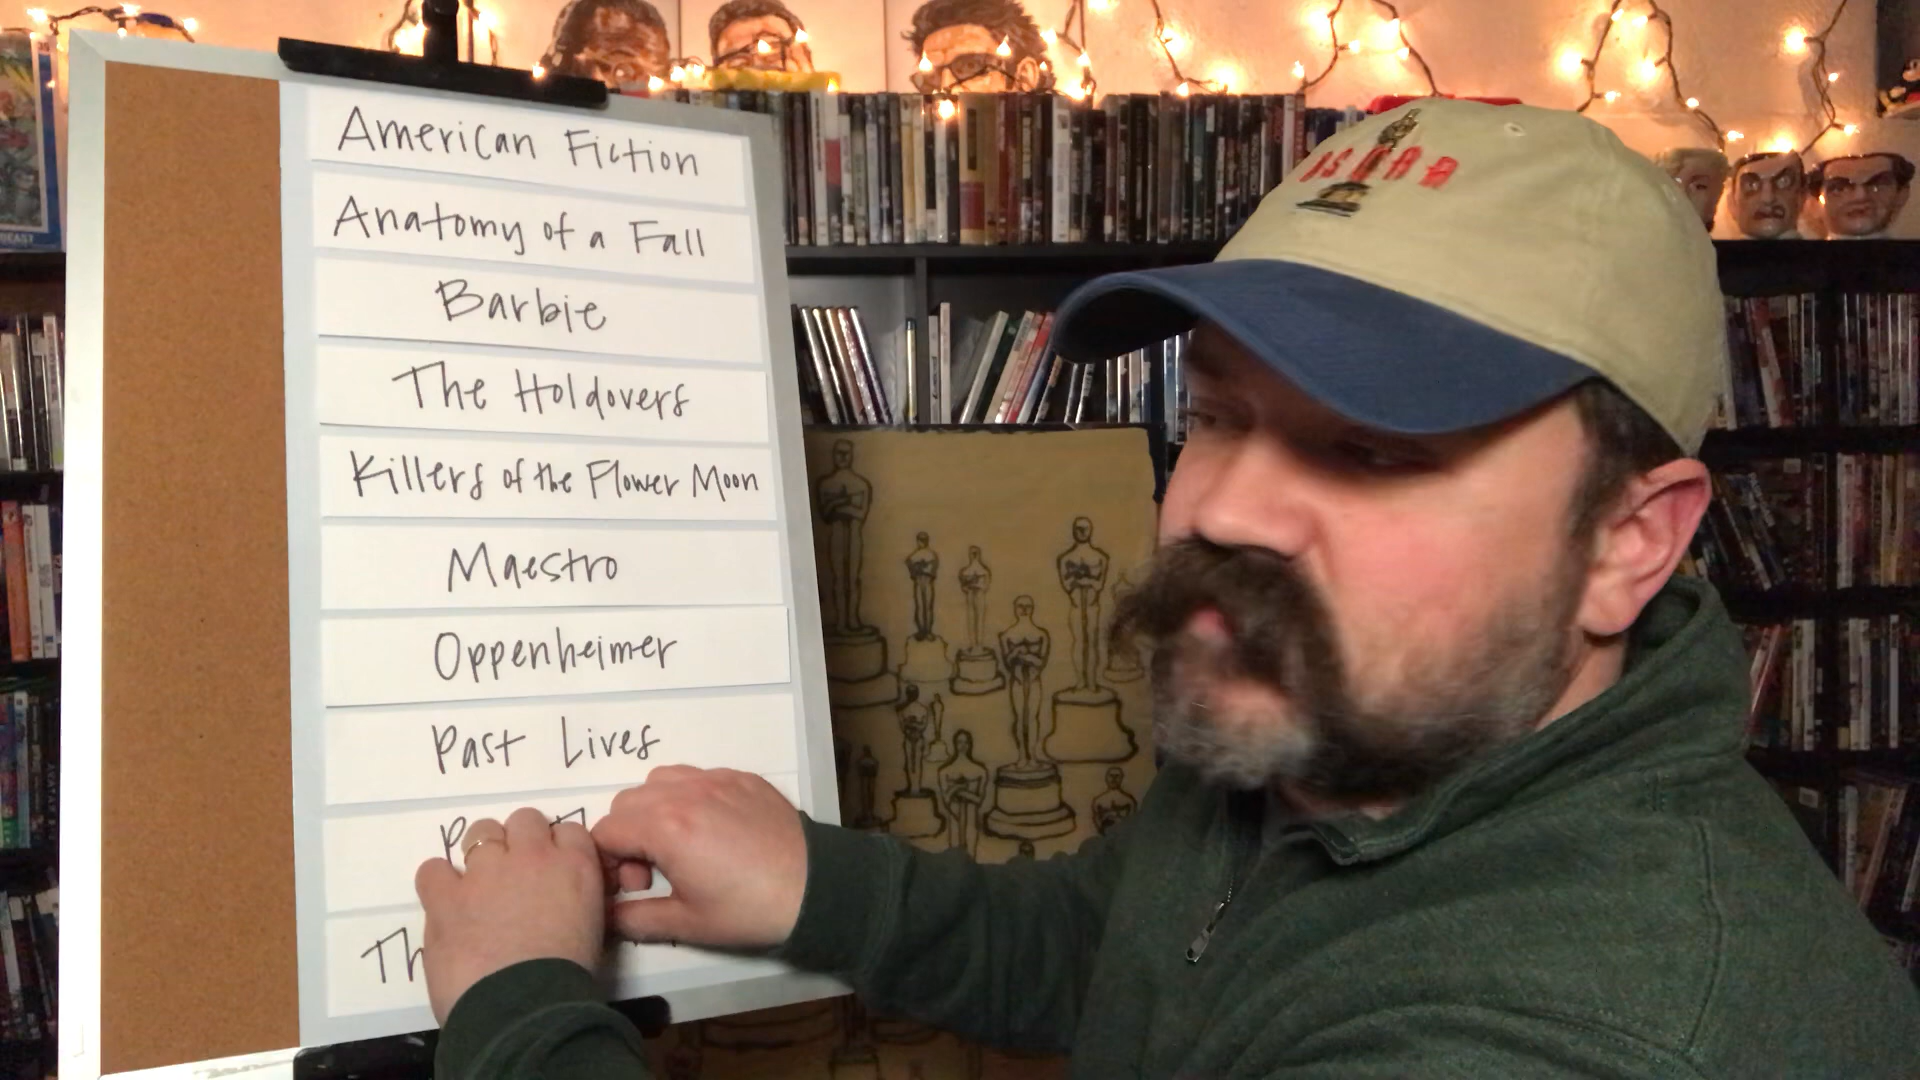 American Fiction
Anatomy of a Fall
Barbie
The Holdovers
Killers of the Flower Moon
Maestro
Oppenheimer
Past Lives